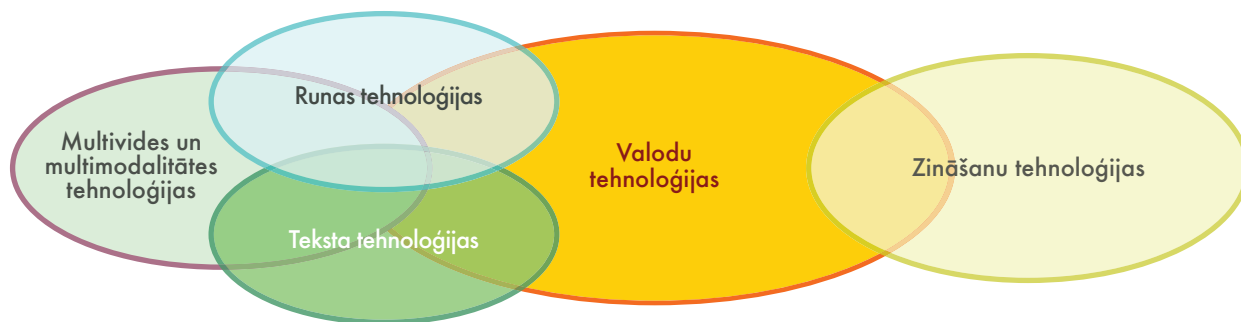 Runas tehnoloģijas
Multivides un
multimodalitātes
tehnoloģijas
Valodu
tehnoloģijas
Zināšanu tehnoloģijas
Teksta tehnoloģijas